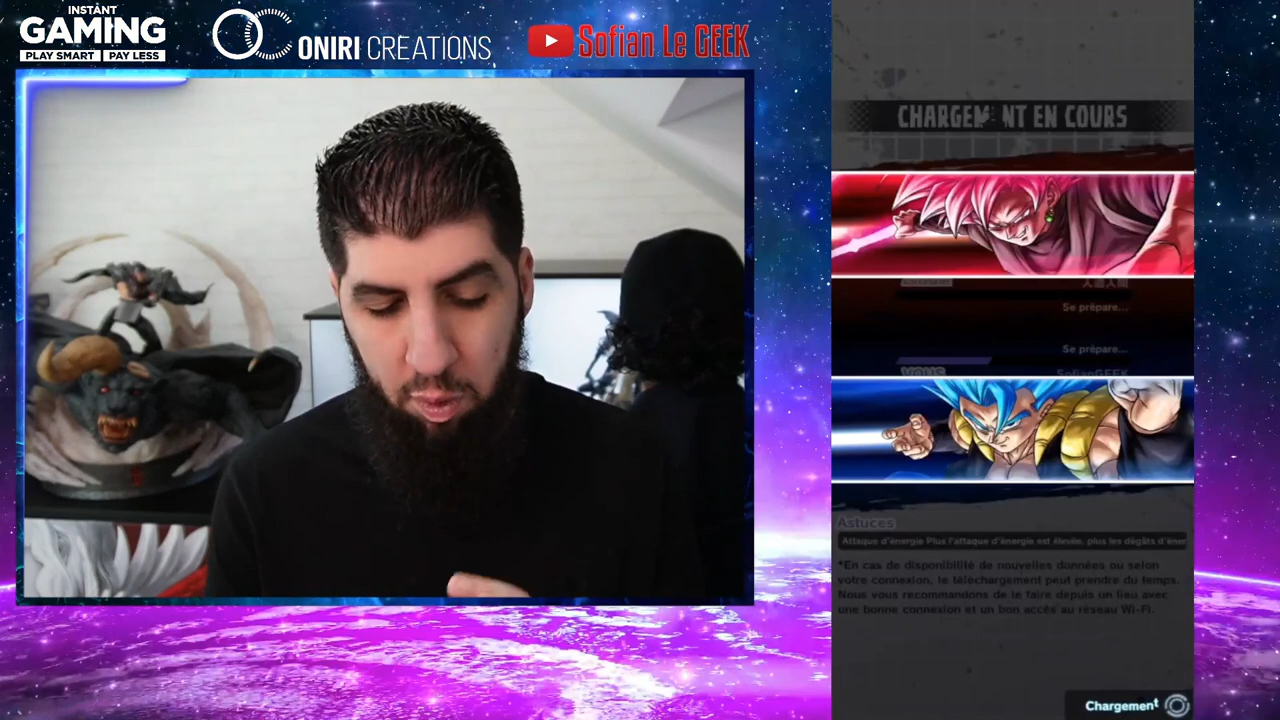 INSTANT
GAMING
PLAY SMART PAY LESS
ONIRI CREATIONS
Sofian Le GEEK
CHARGEM NT EN COURS
Se prépare...
Se prépare...
VOUS
SofianGEEK
Astuces
Attaque d'énergie Plus l'attaque d'énergie est élevée, plus les dégâts d'éner
*En cas de disponibilité de nouvelles données ou selon
votre connexion, le téléchargement peut prendre du temps.
Nous vous recommandons de le faire depuis un lieu avec
une bonne connexion et un bon accès au réseau Wi-Fi.
Chargement